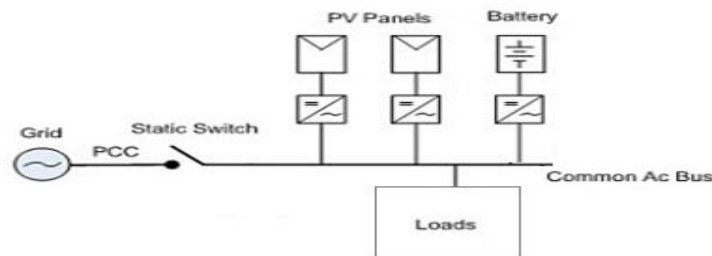 PV Panels
Battery
Grid
PCC
Static Switch
Common Ac Bus
Loads